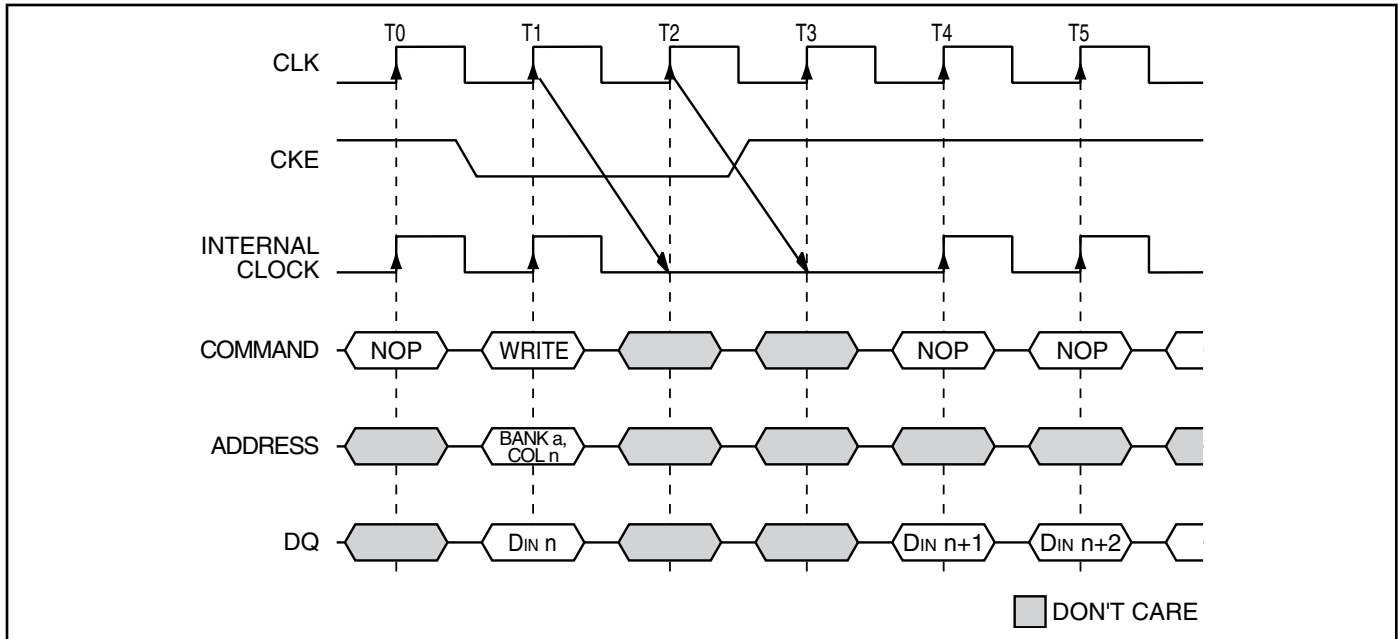 T0 T1 T2 T3 T4 T5
CLK
CKE
INTERNAL
CLOCK
COMMAND NOP WRITE NOP NOP
ADDRESS BANK a,
COL n
DQ DIN n DIN n+1 DIN n+2
DON'T CARE